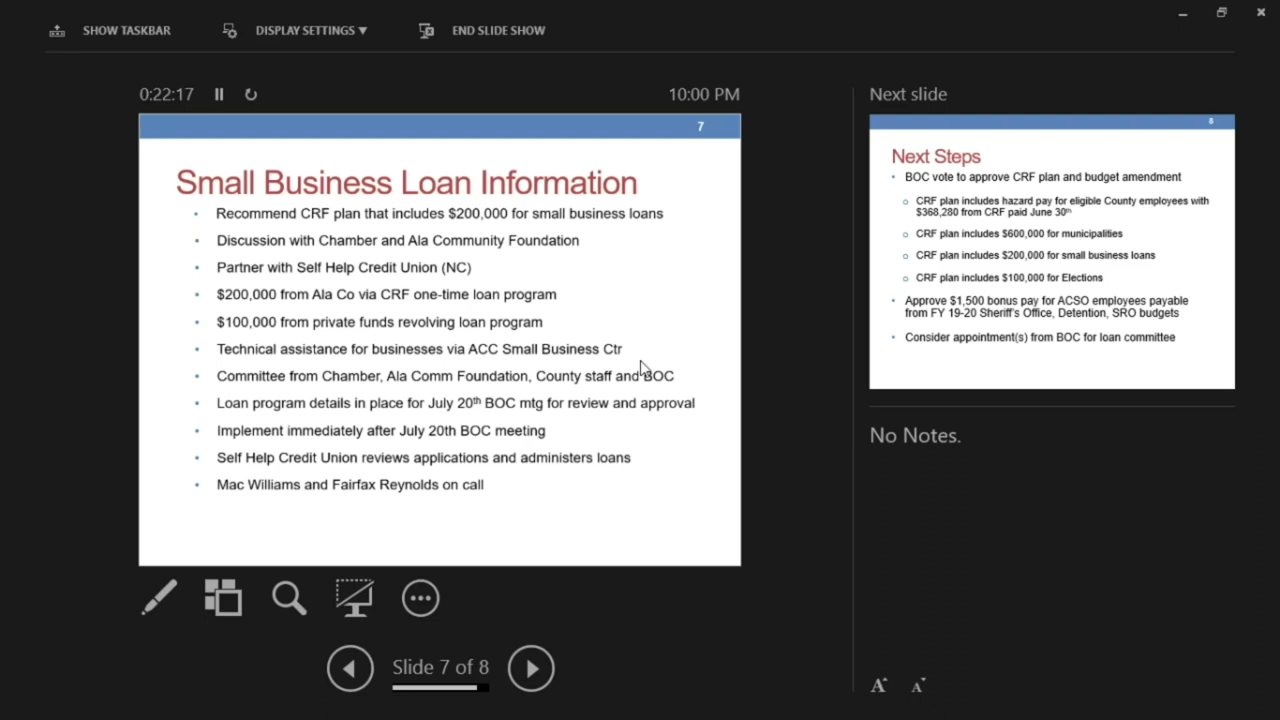 SHOW TASKBAR
DISPLAY SETTINGS ▼
END SLIDE SHOW
0:22:17
10:00 PM
7
Small Business Loan Information
• Recommend CRF plan that includes $200,000 for small business loans
• Discussion with Chamber and Ala Community Foundation
• Partner with Self Help Credit Union (NC)
• $200,000 from Ala Co via CRF one-time loan program
• $100,000 from private funds revolving loan program
• Technical assistance for businesses via ACC Small Business Ctr
• Committee from Chamber, Ala Comm Foundation, County staff and BOC
• Loan program details in place for July 20th BOC mtg for review and approval
• Implement immediately after July 20th BOC meeting
• Self Help Credit Union reviews applications and administers loans
• Mac Williams and Fairfax Reynolds on call
Slide 7 of 8
Next slide
8
Next Steps
• BOC vote to approve CRF plan and budget amendment
o CRF plan includes hazard pay for eligible County employees with
$368,280 from CRF paid June 30th
o CRF plan includes $600,000 for municipalities
o CRF plan includes $200,000 for small business loans
o CRF plan includes $100,000 for Elections
• Approve $1,500 bonus pay for ACSO employees payable
from FY 19-20 Sheriff's Office, Detention, SRO budgets
• Consider appointment(s) from BOC for loan committee
No Notes.
A A